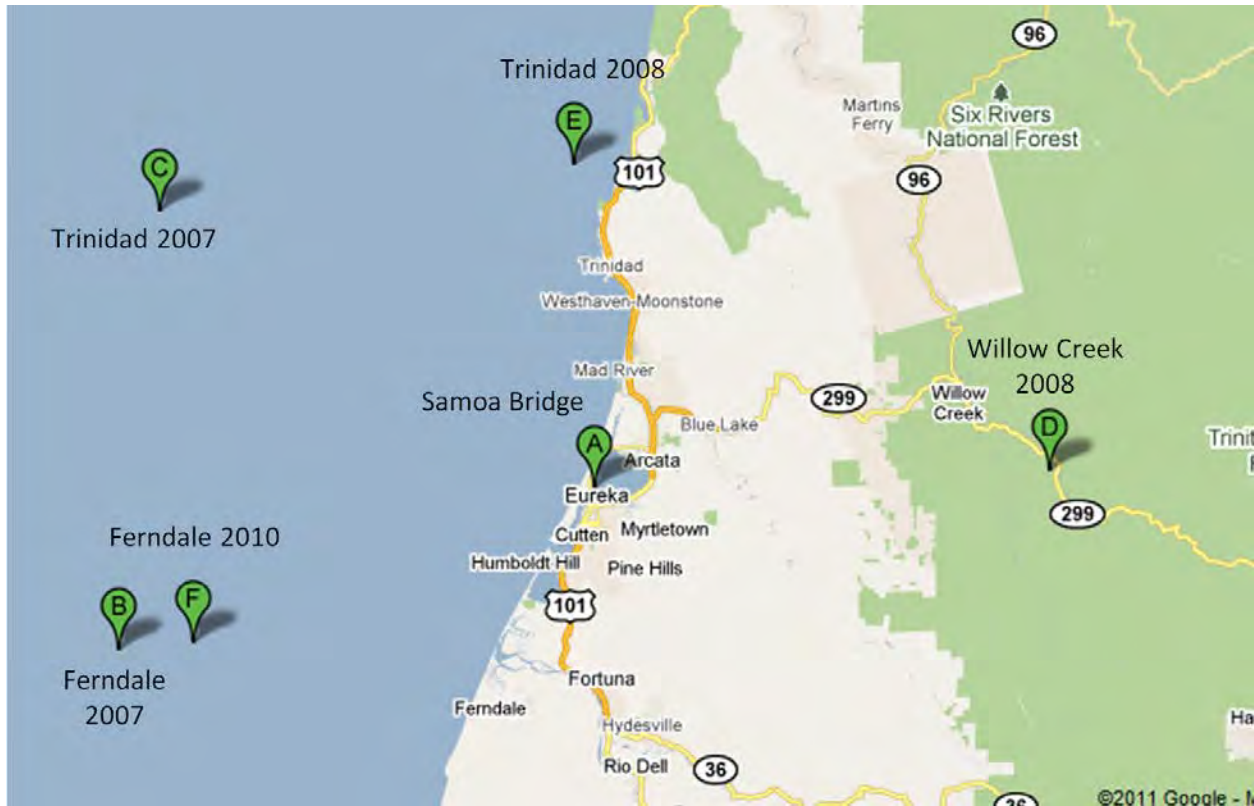 96
Trinidad 2008
E
Martins
Ferry
Six Rivers
National Forest
C
101
96
Trinidad 2007
Trinidad
Westhaven-Moonstone
Willow Creek
2008
Mad River
Samoa Bridge
299
Willow
Creek
Blue Lake
D
A
Arcata
Eureka
299
Cutten
Myrtletown
Ferndale 2010
Humboldt Hill
Pine Hills
B
F
101
Ferndale
2007
Fortuna
Ferndale
Hydesville
Rio Dell
36
36
©2011 Google